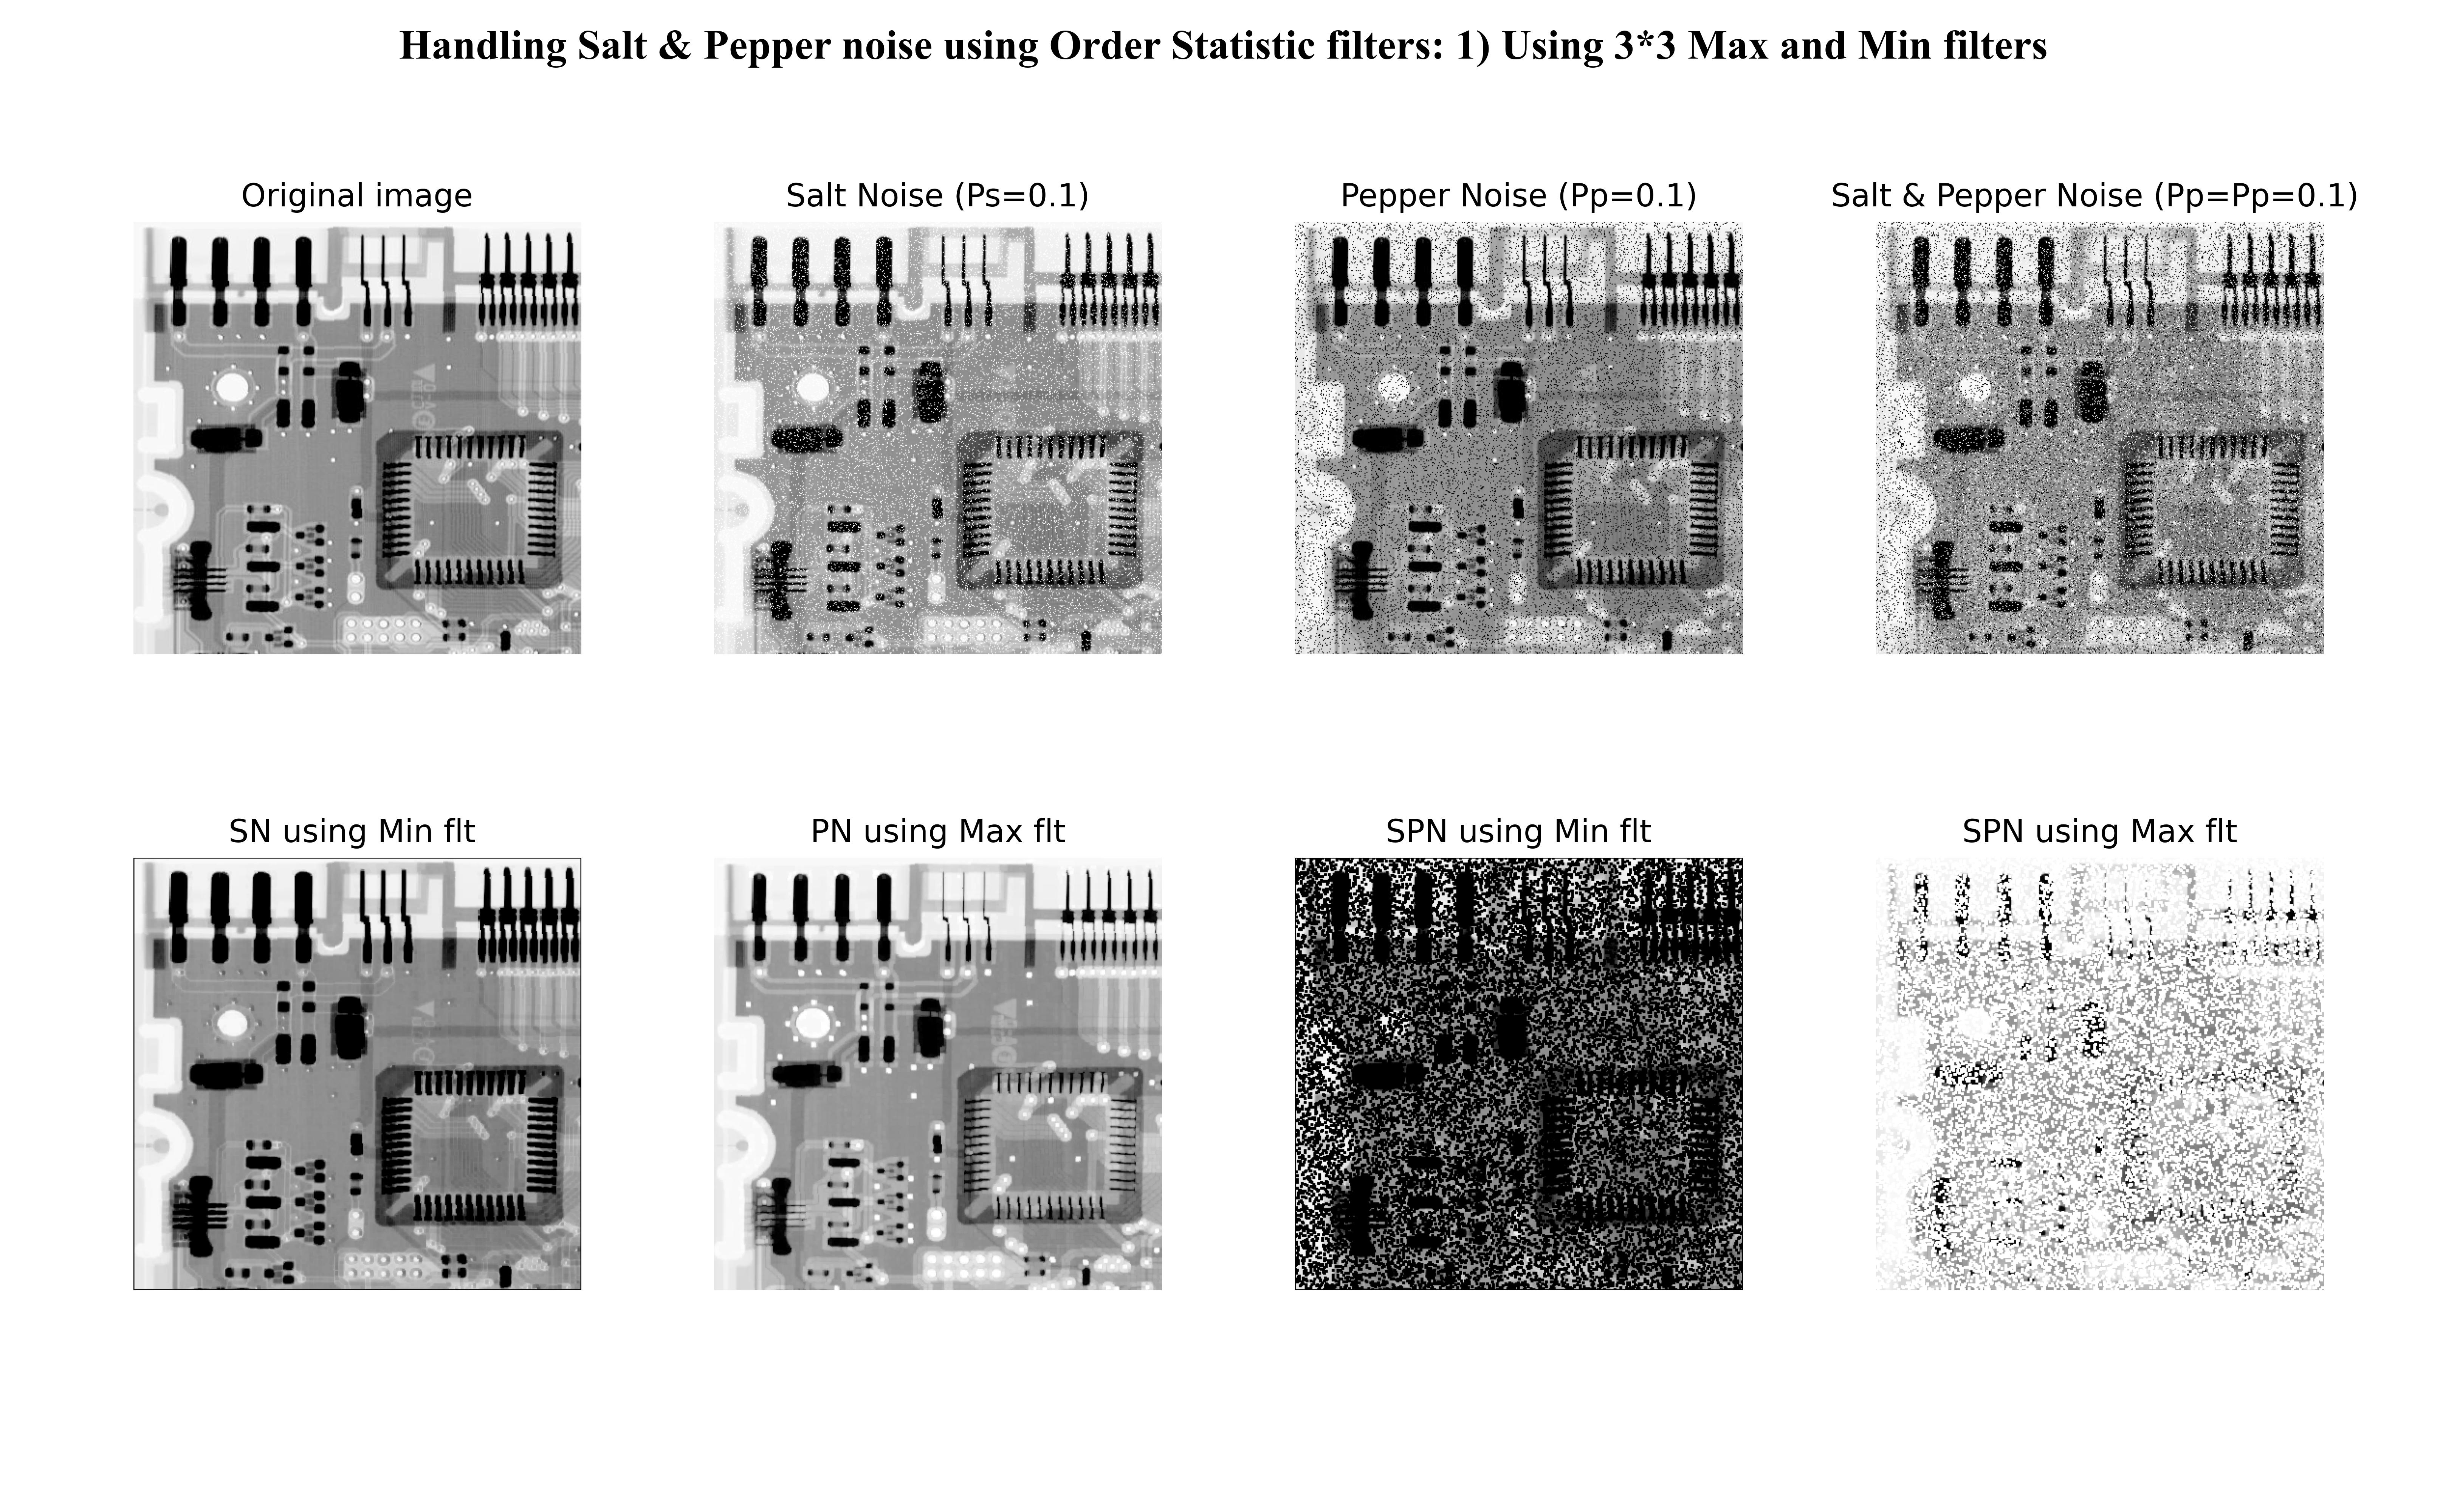 Handling Salt & Pepper noise using Order Statistic filters: 1) Using 3*3 Max and Min filters
Original image
Salt Noise (Ps=0.1)
Pepper Noise (Pp=0.1)
Salt & Pepper Noise (Pp=Pp=0.1)
SN using Min flt
PN using Max flt
SPN using Min flt
SPN using Max flt